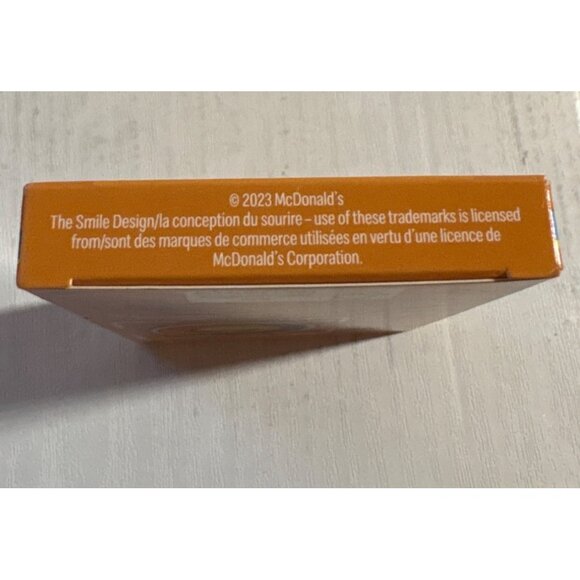 © 2023 McDonald's
The Smile Design/la conception du sourire – use of these trademarks is licensed
from/sont des marques de commerce utilisées en vertu d'une licence de
McDonald's Corporation.